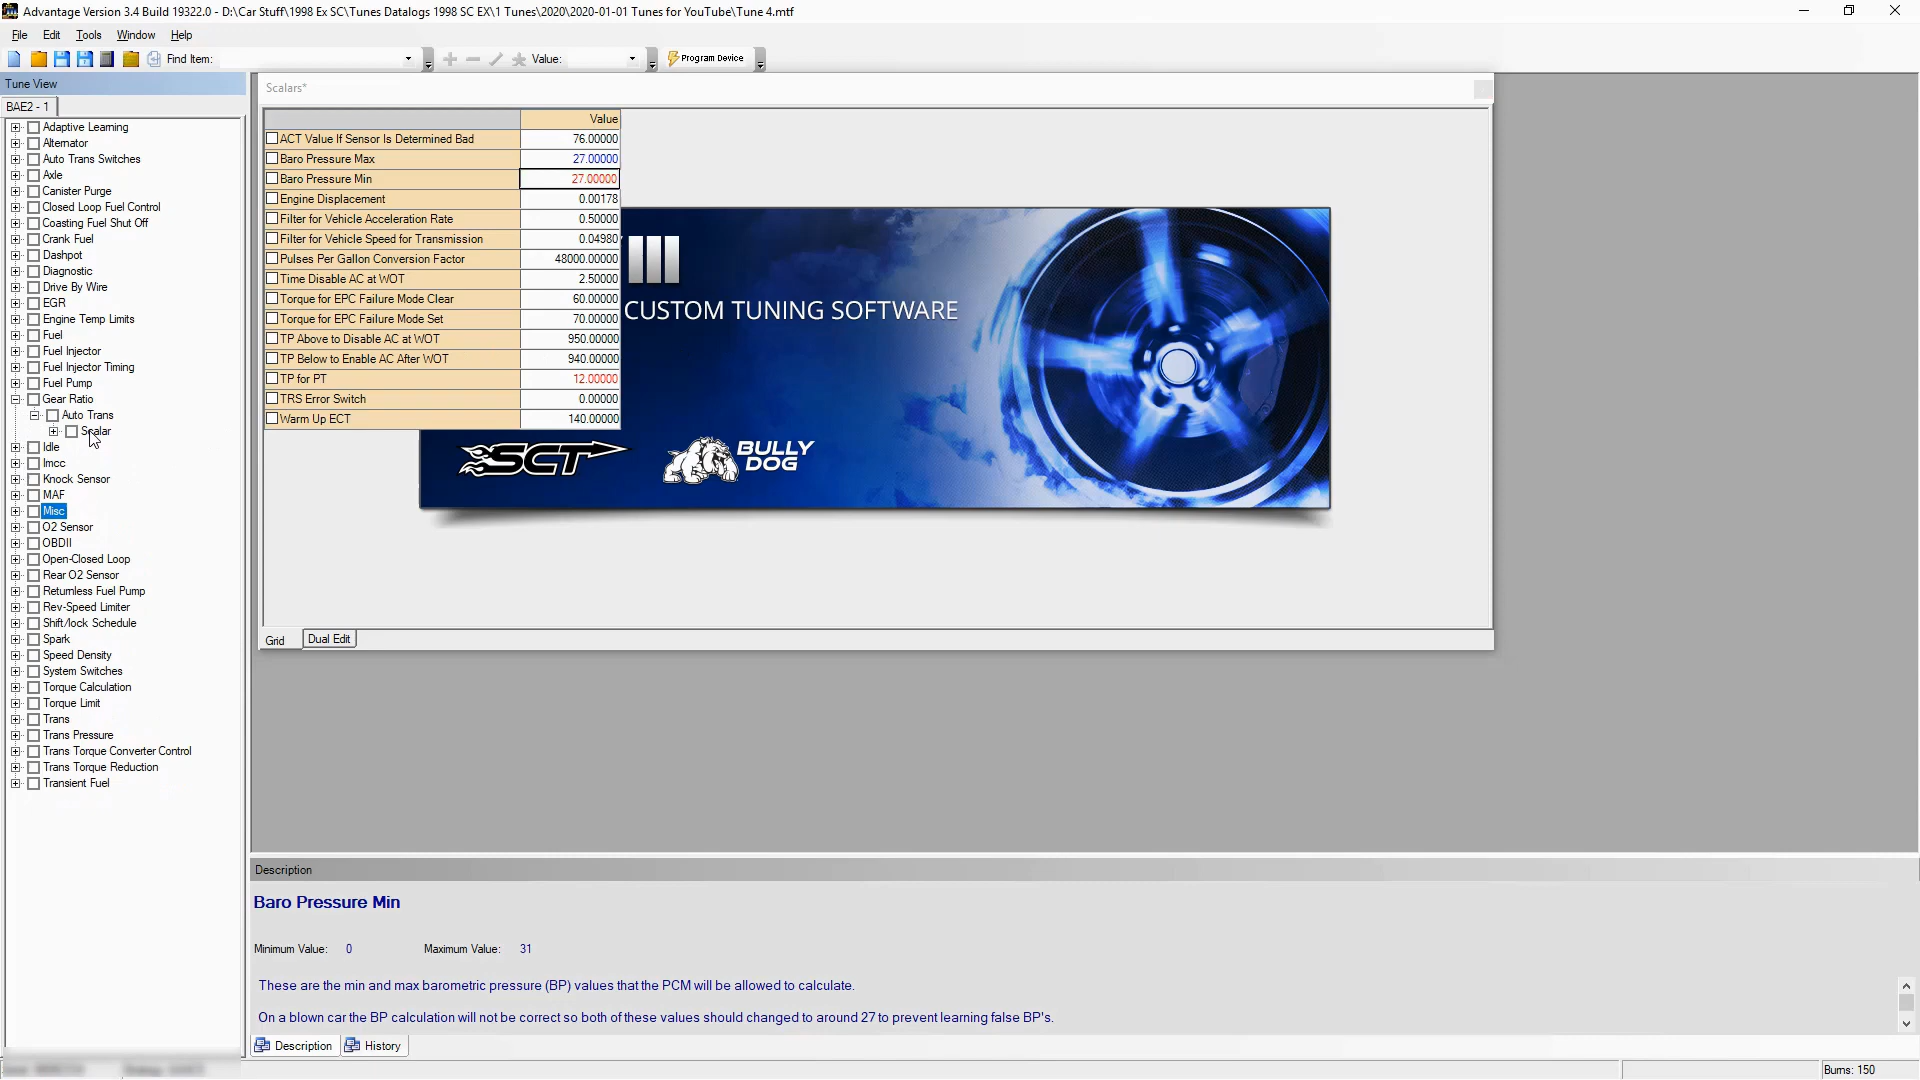 Advantage Version 3.4 Build 19322.0 - D:\Car Stuff\1998 Ex SC\Tunes Datalogs 1998 SC EX\1 Tunes\2020\2020-01-01 Tunes for YouTube\Tune 4.mtf
File Edit Tools Window Help
Find Item: Value: Program Device
Tune View
BAE2 - 1
Adaptive Learning
Alternator
Auto Trans Switches
Axle
Canister Purge
Closed Loop Fuel Control
Coasting Fuel Shut Off
Crank Fuel
Dashpot
Diagnostic
Drive By Wire
EGR
Engine Temp Limits
Fuel
Fuel Injector
Fuel Injector Timing
Fuel Pump
Gear Ratio
Auto Trans
Scalar
Idle
Imcc
Knock Sensor
MAF
Misc
O2 Sensor
OBDII
Open-Closed Loop
Rear O2 Sensor
Returnless Fuel Pump
Rev-Speed Limiter
Shift/lock Schedule
Spark
Speed Density
System Switches
Torque Calculation
Torque Limit
Trans
Trans Pressure
Trans Torque Converter Control
Trans Torque Reduction
Transient Fuel
Scalars*
Value
ACT Value If Sensor Is Determined Bad 76.00000
Baro Pressure Max 27.00000
Baro Pressure Min 27.00000
Engine Displacement 0.00178
Filter for Vehicle Acceleration Rate 0.50000
Filter for Vehicle Speed for Transmission 0.04980
Pulses Per Gallon Conversion Factor 48000.00000
Time Disable AC at WOT 2.50000
Torque for EPC Failure Mode Clear 60.00000
Torque for EPC Failure Mode Set 70.00000
TP Above to Disable AC at WOT 950.00000
TP Below to Enable AC After WOT 940.00000
TP for PT 12.00000
TRS Error Switch 0.00000
Warm Up ECT 140.00000
III
CUSTOM TUNING SOFTWARE
SCT
BULLY
DOG
Grid Dual Edit
Description
Baro Pressure Min
Minimum Value: 0 Maximum Value: 31
These are the min and max barometric pressure (BP) values that the PCM will be allowed to calculate.
On a blown car the BP calculation will not be correct so both of these values should changed to around 27 to prevent learning false BP's.
Description History
Burns: 150